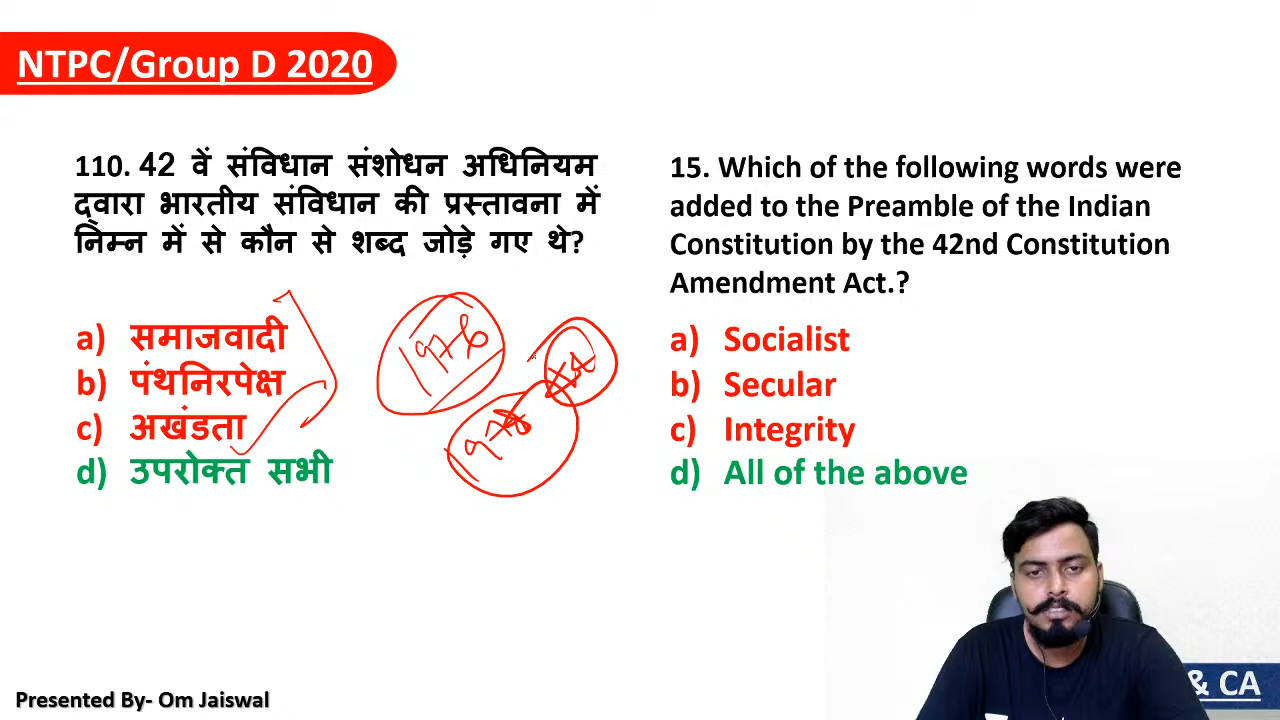 NTPC/Group D 2020
110. 42 वें संविधान संशोधन अधिनियम
द्वारा भारतीय संविधान की प्रस्तावना में
निम्न में से कौन से शब्द जोड़े गए थे?
a) समाजवादी
b) पंथनिरपेक्ष
c) अखंडता
d) उपरोक्त सभी
1976
1978
15. Which of the following words were
added to the Preamble of the Indian
Constitution by the 42nd Constitution
Amendment Act.?
a) Socialist
b) Secular
c) Integrity
d) All of the above
& CA
Presented By- Om Jaiswal